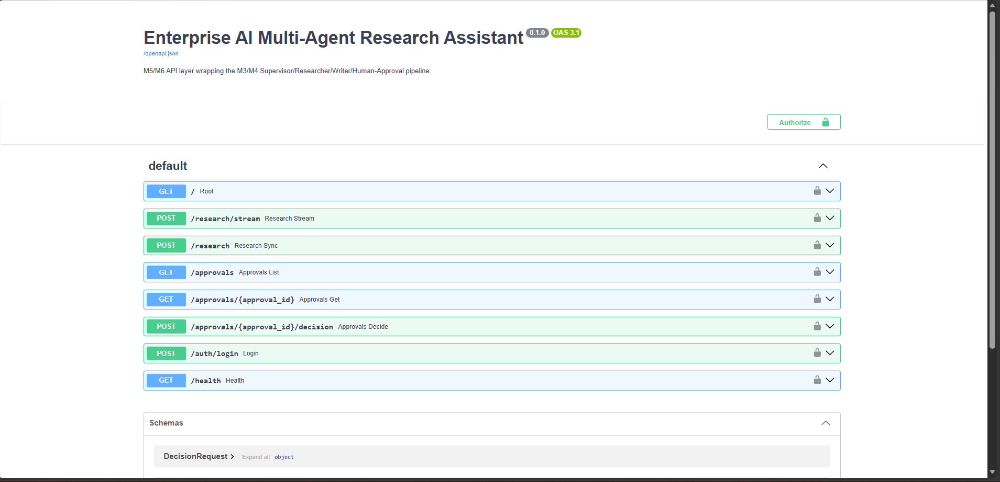 Enterprise AI Multi-Agent Research Assistant 0.1.0 OAS 3.1
/openapi.json
M5/M6 API layer wrapping the M3/M4 Supervisor/Researcher/Writer/Human-Approval pipeline.
Authorize
default
GET / Root
POST /research/stream Research Stream
POST /research Research Sync
GET /approvals Approvals List
GET /approvals/{approval_id} Approvals Get
POST /approvals/{approval_id}/decision Approvals Decide
POST /auth/login Login
GET /health Health
Schemas
DecisionRequest Expand all object